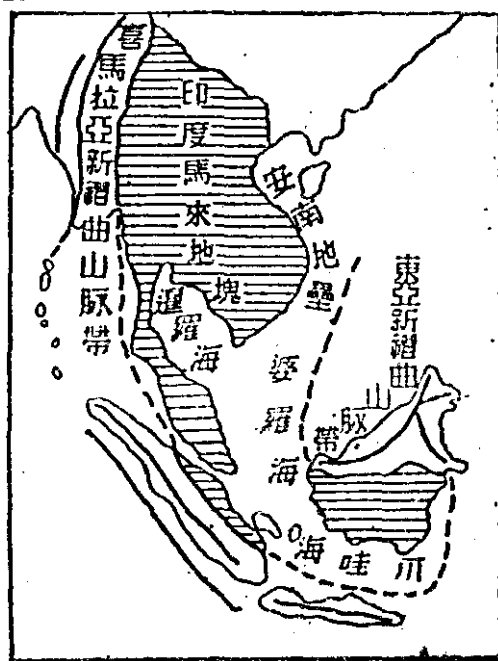 喜馬拉亞新褶曲山脈帶
印度馬來地塊
安南地壘
東亞新褶曲山脈帶
暹羅海
婆羅海
爪哇海